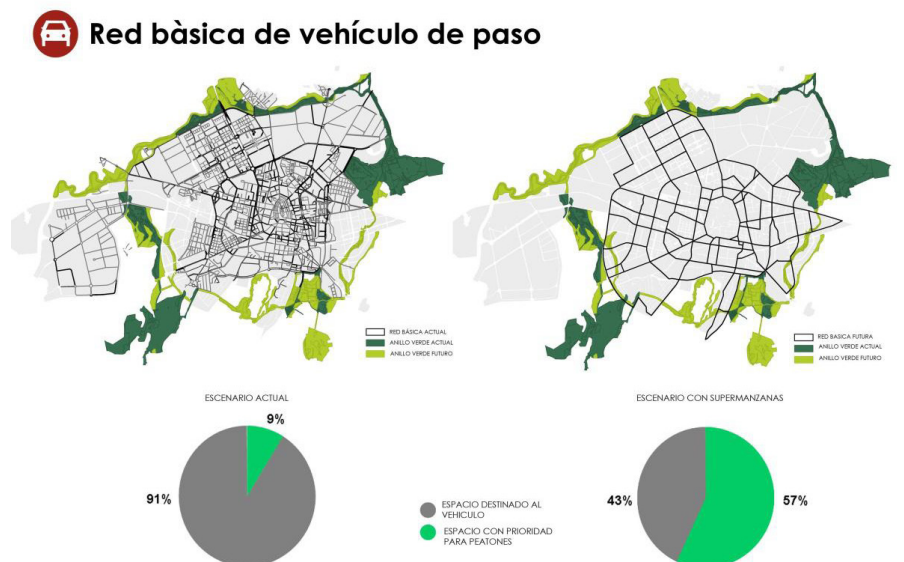 Red bàsica de vehículo de paso
RED BÁSICA ACTUAL
ANILLO VERDE ACTUAL
ANILLO VERDE FUTURO
RED BASICA FUTURA
ANILLO VERDE ACTUAL
ANILLO VERDE FUTURO
ESCENARIO ACTUAL
9%
91%
ESPACIO DESTINADO AL
VEHICULO
ESPACIO CON PRIORIDAD
PARA PEATONES
ESCENARIO CON SUPERMANZANAS
43%
57%